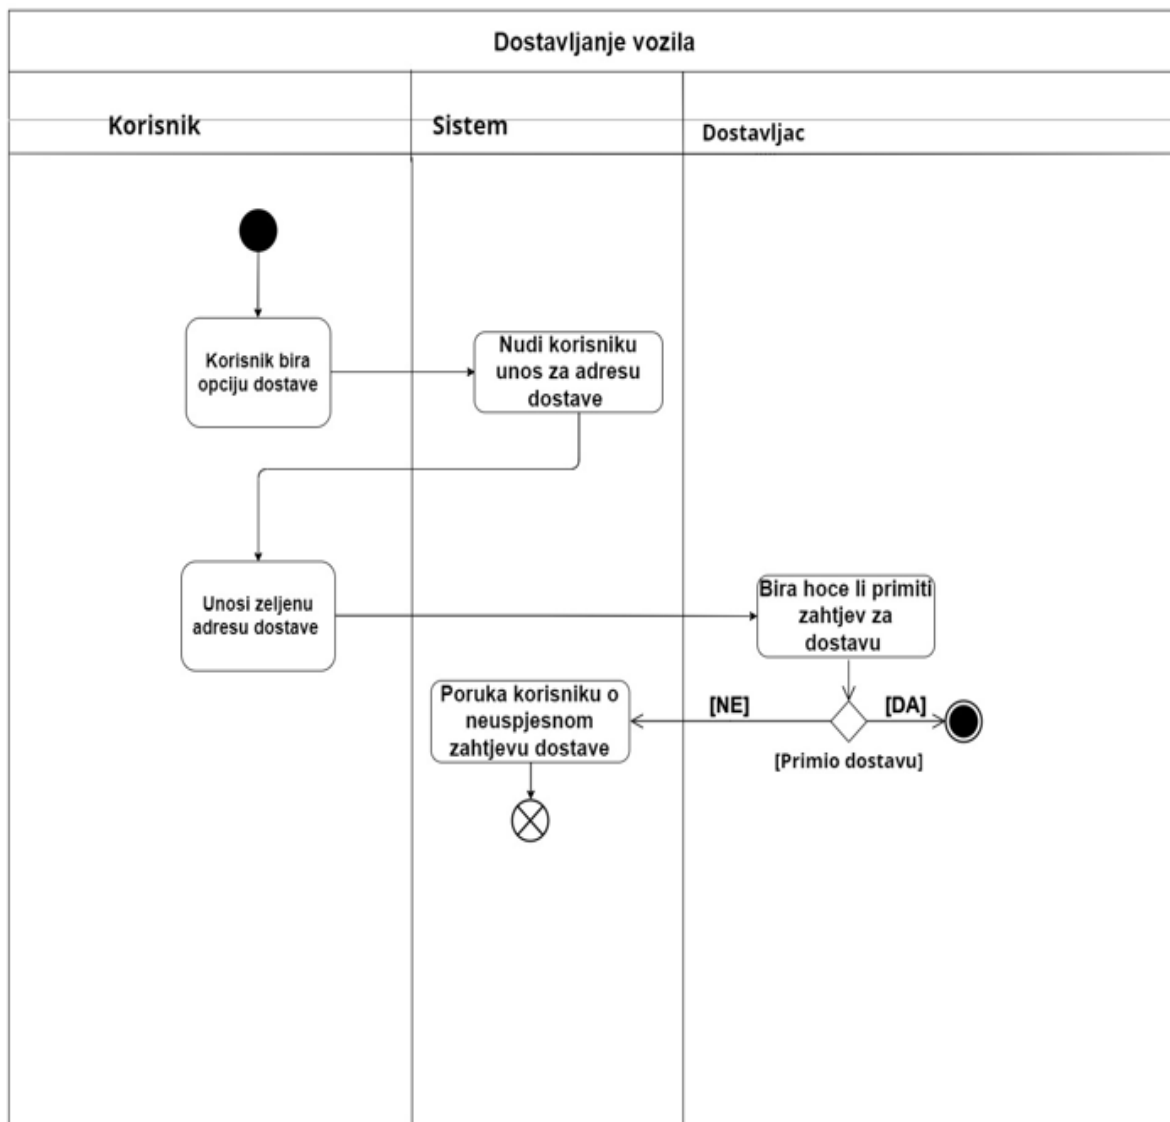 Dostavljanje vozila
Korisnik
Sistem
Dostavljac
Korisnik bira
opciju dostave
Nudi korisniku
unos za adresu
dostave
Unosi zeljenu
adresu dostave
Bira hoce li primiti
zahtjev za
dostavu
Poruka korisniku o
neuspjesnom
zahtjevu dostave
[NE]
[DA]
[Primio dostavu]